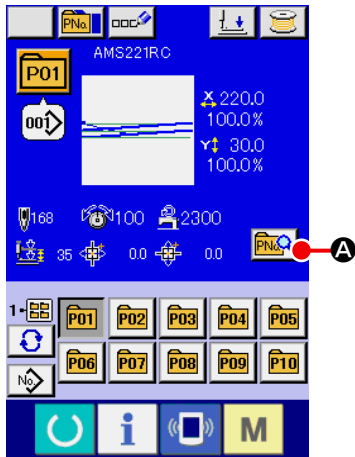 PNo.
AMS221RC
P01
001
X 220.0
100.0%
Y 30.0
100.0%
168 100 2300
35 0.0 0.0
PNo. A
1- P01 P02 P03 P04 P05
P06 P07 P08 P09 P10
No.
i M